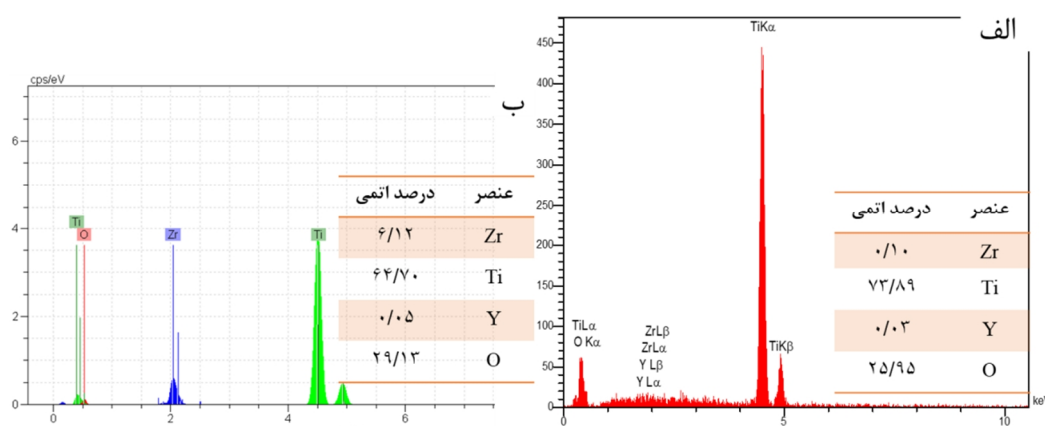 الف
TiKα
450
400
350
300
250
200
150
100
50
0
TiLα
O Kα
ZrLβ
ZrLα
Y Lβ
Y Lα
TiKβ
0 5 10 keV
عنصر درصد اتمی
Zr ۰/۱۰
Ti ۷۳/۸۹
Y ۰/۰۳
O ۲۵/۹۵
ب
cps/eV
6
4
2
0
Ti
O
Zr
Ti
0 2 4 6
عنصر درصد اتمی
Zr ۶/۱۲
Ti ۶۴/۷۰
Y ۰/۰۵
O ۲۹/۱۳